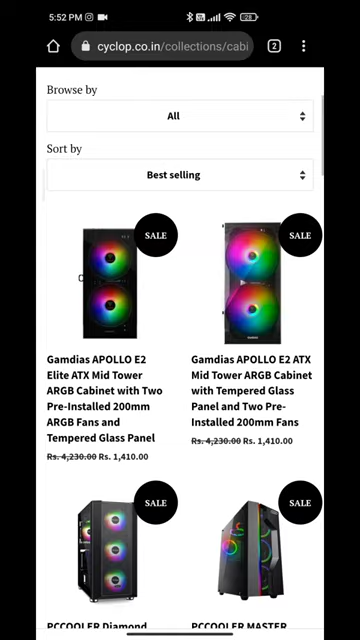 5:52 PM
28
cyclop.co.in/collections/cabi
2
Browse by
All
Sort by
Best selling
SALE
SALE
Gamdias APOLLO E2
Elite ATX Mid Tower
ARGB Cabinet with Two
Pre-Installed 200mm
ARGB Fans and
Tempered Glass Panel
Rs. 4,230.00 Rs. 1,410.00
Gamdias APOLLO E2 ATX
Mid Tower ARGB Cabinet
with Tempered Glass
Panel and Two Pre-
Installed 200mm Fans
Rs. 4,230.00 Rs. 1,410.00
SALE
SALE
PCCOOLER Diamond
PCCOOLER MASTER